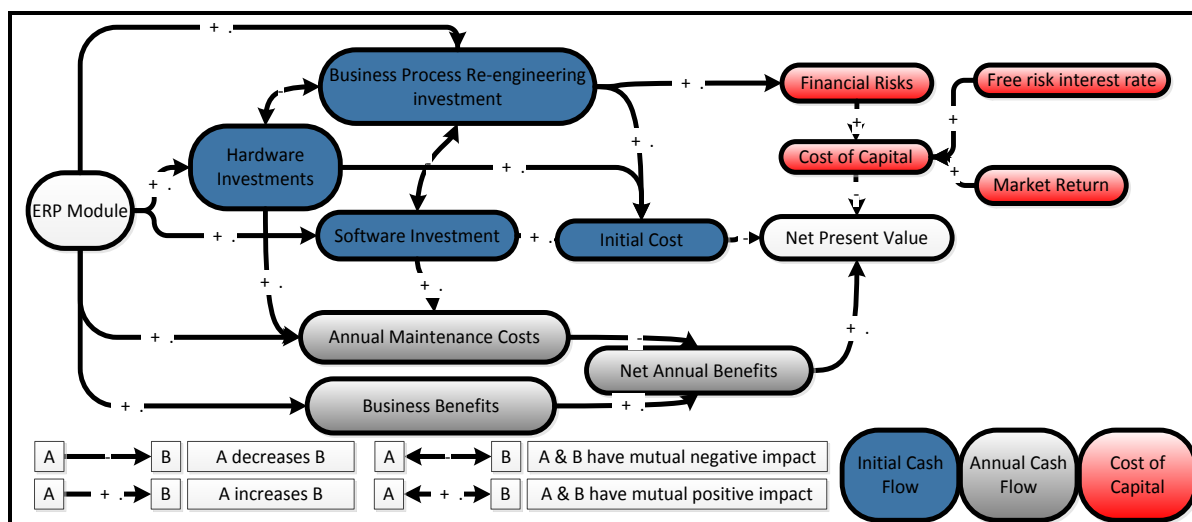 + .
Business Process Re-engineering
investment
+ .
Financial Risks
Free risk interest rate
-
+
+
+ .
Hardware
Investments
+ .
-
Cost of Capital
+
Market Return
ERP Module
-
+ .
Software Investment
+ .
Initial Cost
-
Net Present Value
+ .
+ .
+ .
Annual Maintenance Costs
-
+ .
Net Annual Benefits
+ .
Business Benefits
+ .
A
-
B
A decreases B
A
-
B
A & B have mutual negative impact
A
+ .
B
A increases B
A
+ .
B
A & B have mutual positive impact
Initial Cash
Flow
Annual Cash
Flow
Cost of
Capital